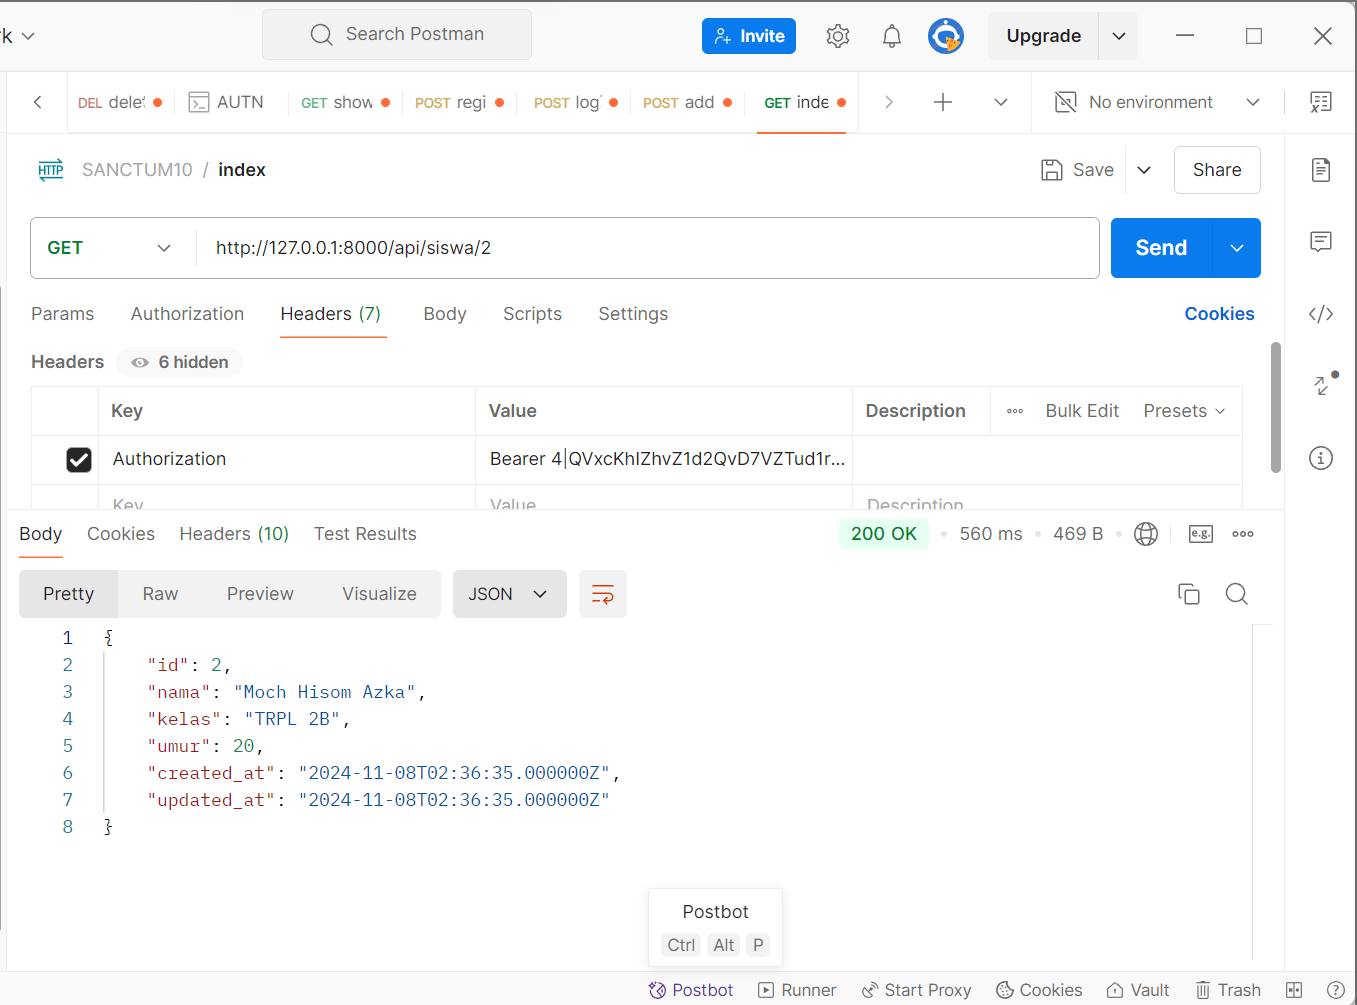 k
Search Postman
Invite
Upgrade
DEL
AUTN
GET show
POST regi
POST log
POST add
GET inde
No environment
SANCTUM10 / index
Save
Share
GET
http://127.0.0.1:8000/api/siswa/2
Send
Params Authorization Headers (7) Body Scripts Settings Cookies
Headers 6 hidden
Key Value Description Bulk Edit Presets
Authorization Bearer 4|QVxcKhIZhvZ1d2QvD7VZTud1r...
Key Value Description
Body Cookies Headers (10) Test Results 200 OK 560 ms 469 B e.g.
Pretty Raw Preview Visualize JSON
1 {
2 "id": 2,
3 "nama": "Moch Hisom Azka",
4 "kelas": "TRPL 2B",
5 "umur": 20,
6 "created_at": "2024-11-08T02:36:35.000000Z",
7 "updated_at": "2024-11-08T02:36:35.000000Z"
8 }
Postbot
Ctrl Alt P
Postbot Runner Start Proxy Cookies Vault Trash